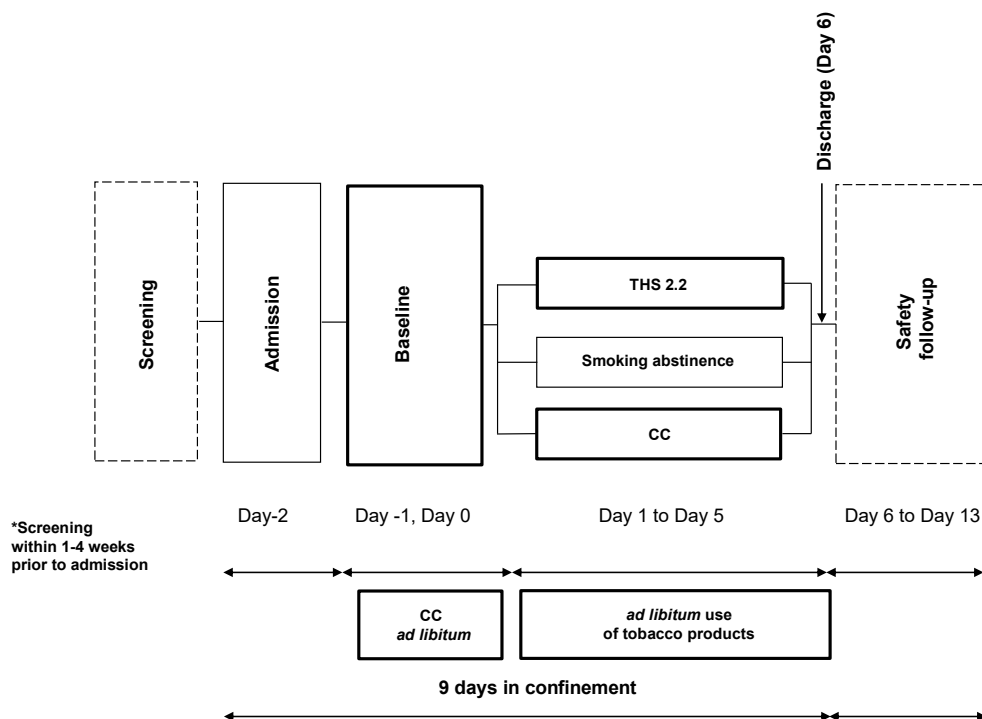 Discharge (Day 6)
Screening
Admission
Baseline
THS 2.2
Smoking abstinence
CC
Safety
follow-up
*Screening
within 1-4 weeks
prior to admission
Day-2
Day -1, Day 0
Day 1 to Day 5
Day 6 to Day 13
CC
ad libitum
ad libitum use
of tobacco products
9 days in confinement